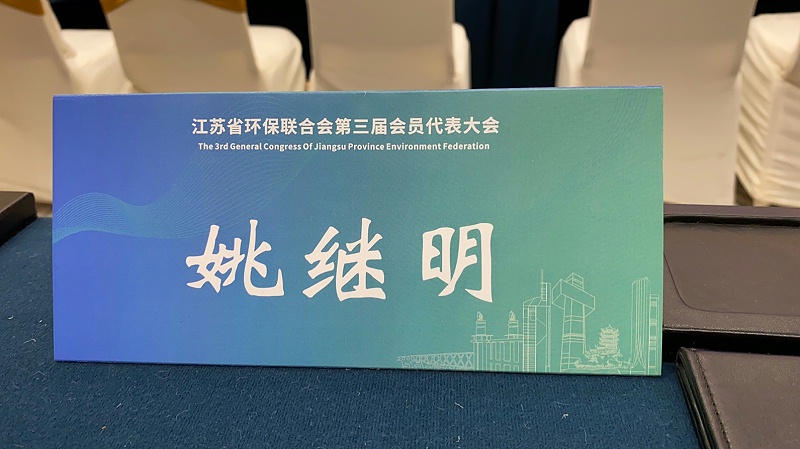 江苏省环保联合会第三届会员代表大会
The 3rd General Congress Of Jiangsu Province Environment Federation
姚继明